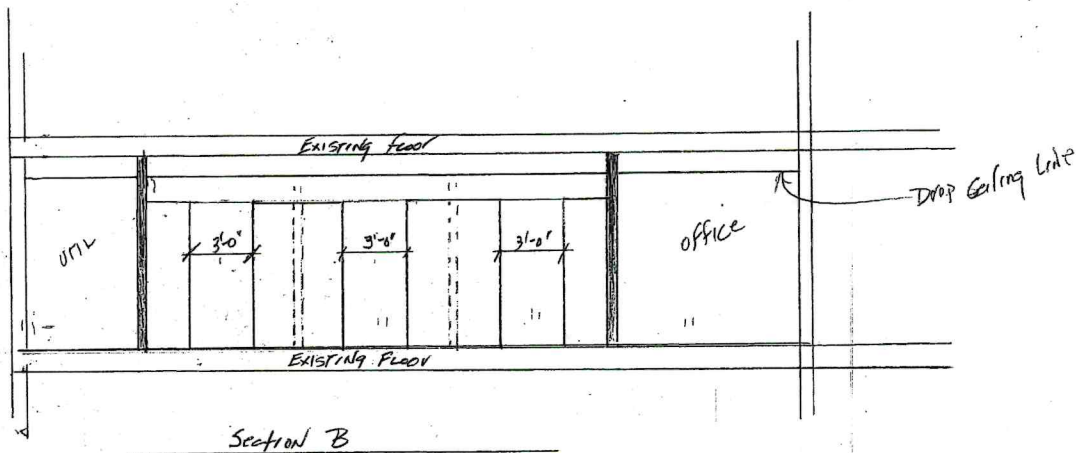 Existing floor
Drop Ceiling Line
Util
office
3'-0"
3'-0"
3'-0"
Existing Floor
Section B